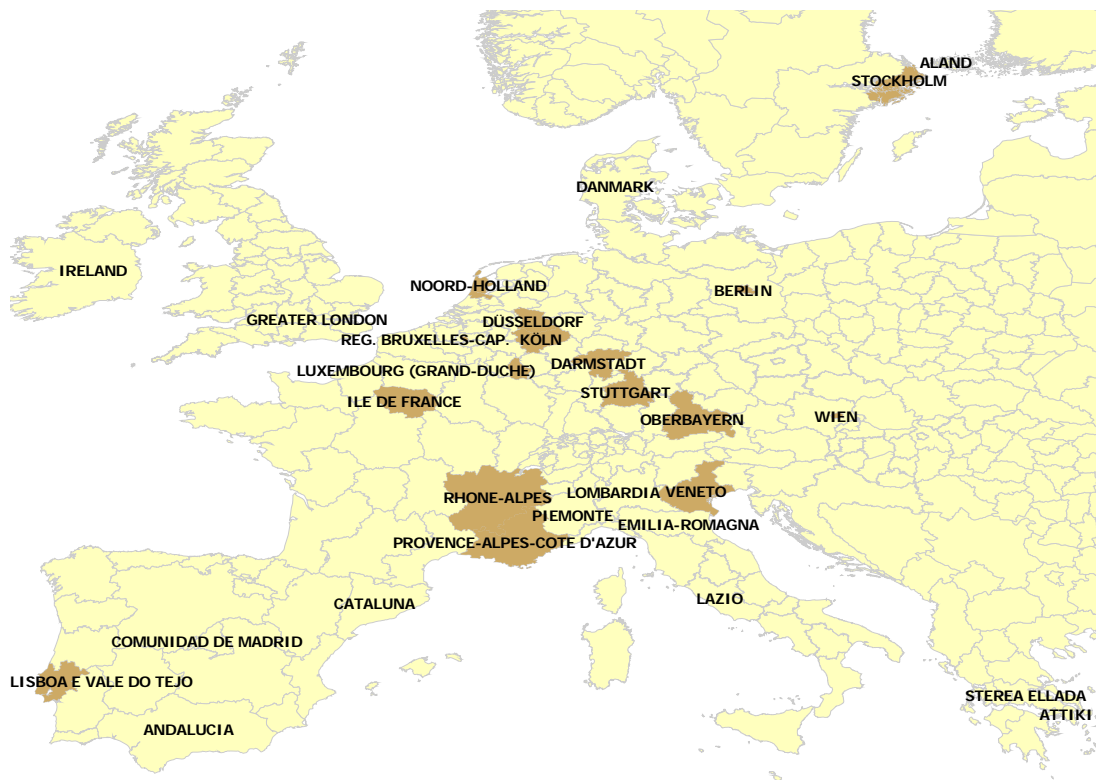 ALAND
STOCKHOLM
DANMARK
IRELAND
NOORD-HOLLAND
BERLIN
GREATER LONDON
DÜSSELDORF
REG. BRUXELLES-CAP. KÖLN
LUXEMBOURG (GRAND-DUCHE)
DARMSTADT
STUTTGART
ILE DE FRANCE
OBERBAYERN
WIEN
RHONE-ALPES
LOMBARDIA VENETO
PIEMONTE
EMILIA-ROMAGNA
PROVENCE-ALPES-COTE D'AZUR
CATALUNA
LAZIO
COMUNIDAD DE MADRID
LISBOA E VALE DO TEJO
STEREA ELLADA
ATTIKI
ANDALUCIA